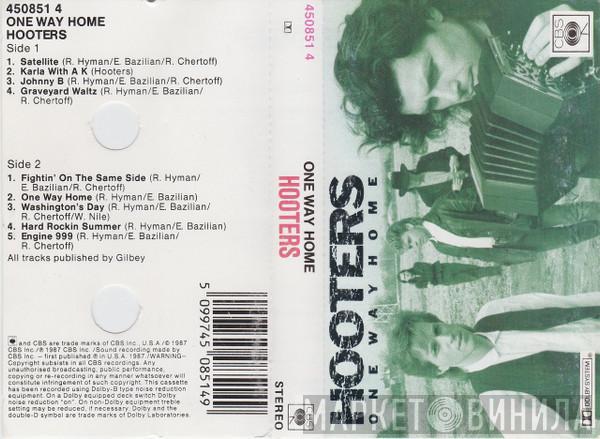 450851 4
ONE WAY HOME
HOOTERS
Side 1
1. Satellite (R. Hyman/E. Bazilian/R. Chertoff)
2. Karla With A K (Hooters)
3. Johnny B (R. Hyman/E. Bazilian/R. Chertoff)
4. Graveyard Waltz (R. Hyman/E. Bazilian/
R. Chertoff)
Side 2
1. Fightin' On The Same Side (R. Hyman/
E. Bazilian/R. Chertoff)
2. One Way Home (R. Hyman/E. Bazilian)
3. Washington's Day (R. Hyman/E. Bazilian/
R. Chertoff/W. Nile)
4. Hard Rockin Summer (R. Hyman/E. Bazilian)
5. Engine 999 (R. Hyman/E. Bazilian/
R. Chertoff)
All tracks published by Gilbey
and CBS are trade marks of CBS Inc., U.S.A./© 1987
CBS Inc./℗ 1987 CBS Inc. /Sound recording made by
CBS Inc. – first published ℗ in U.S.A. 1987./WARNING–
Copyright subsists in all CBS recordings. Any
unauthorised broadcasting, public performance,
copying or re-recording in any manner whatsoever will
constitute infringement of such copyright. This cassette
has been recorded using Dolby-B type noise reduction
equipment. On a Dolby equipped deck switch Dolby
noise reduction "on". On non-Dolby equipment treble
setting may be reduced, if necessary. Dolby and the
double-D symbol are trade marks of Dolby Laboratories.
5 099745 085149
450851 4
ONE WAY HOME
HOOTERS
STEREO
CBS
CBS
HOOTERS
ONE WAY HOME
DOLBY SYSTEM
МАРКЕТ ВИНИЛА